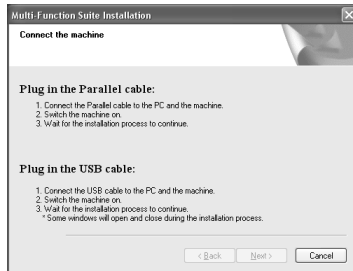 Multi-Function Suite Installation
Connect the machine
Plug in the Parallel cable:
1. Connect the Parallel cable to the PC and the machine.
2. Switch the machine on.
3. Wait for the installation process to continue.
Plug in the USB cable:
1. Connect the USB cable to the PC and the machine.
2. Switch the machine on.
3. Wait for the installation process to continue.
* Some windows will open and close during the installation process.
< Back Next > Cancel